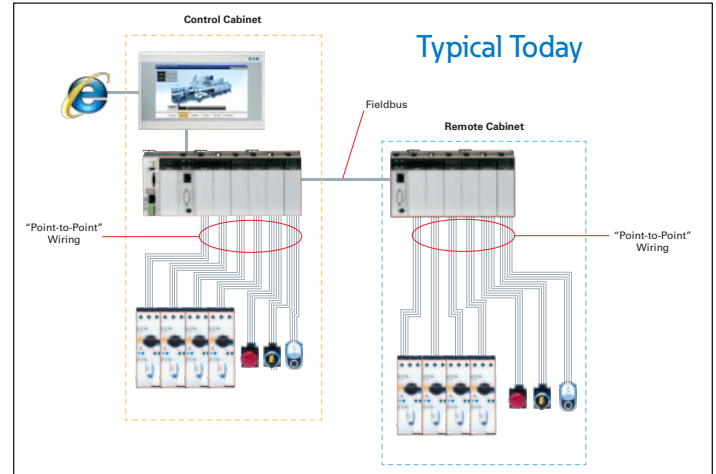 Control Cabinet
Typical Today
Fieldbus
Remote Cabinet
"Point-to-Point"
Wiring
"Point-to-Point"
Wiring